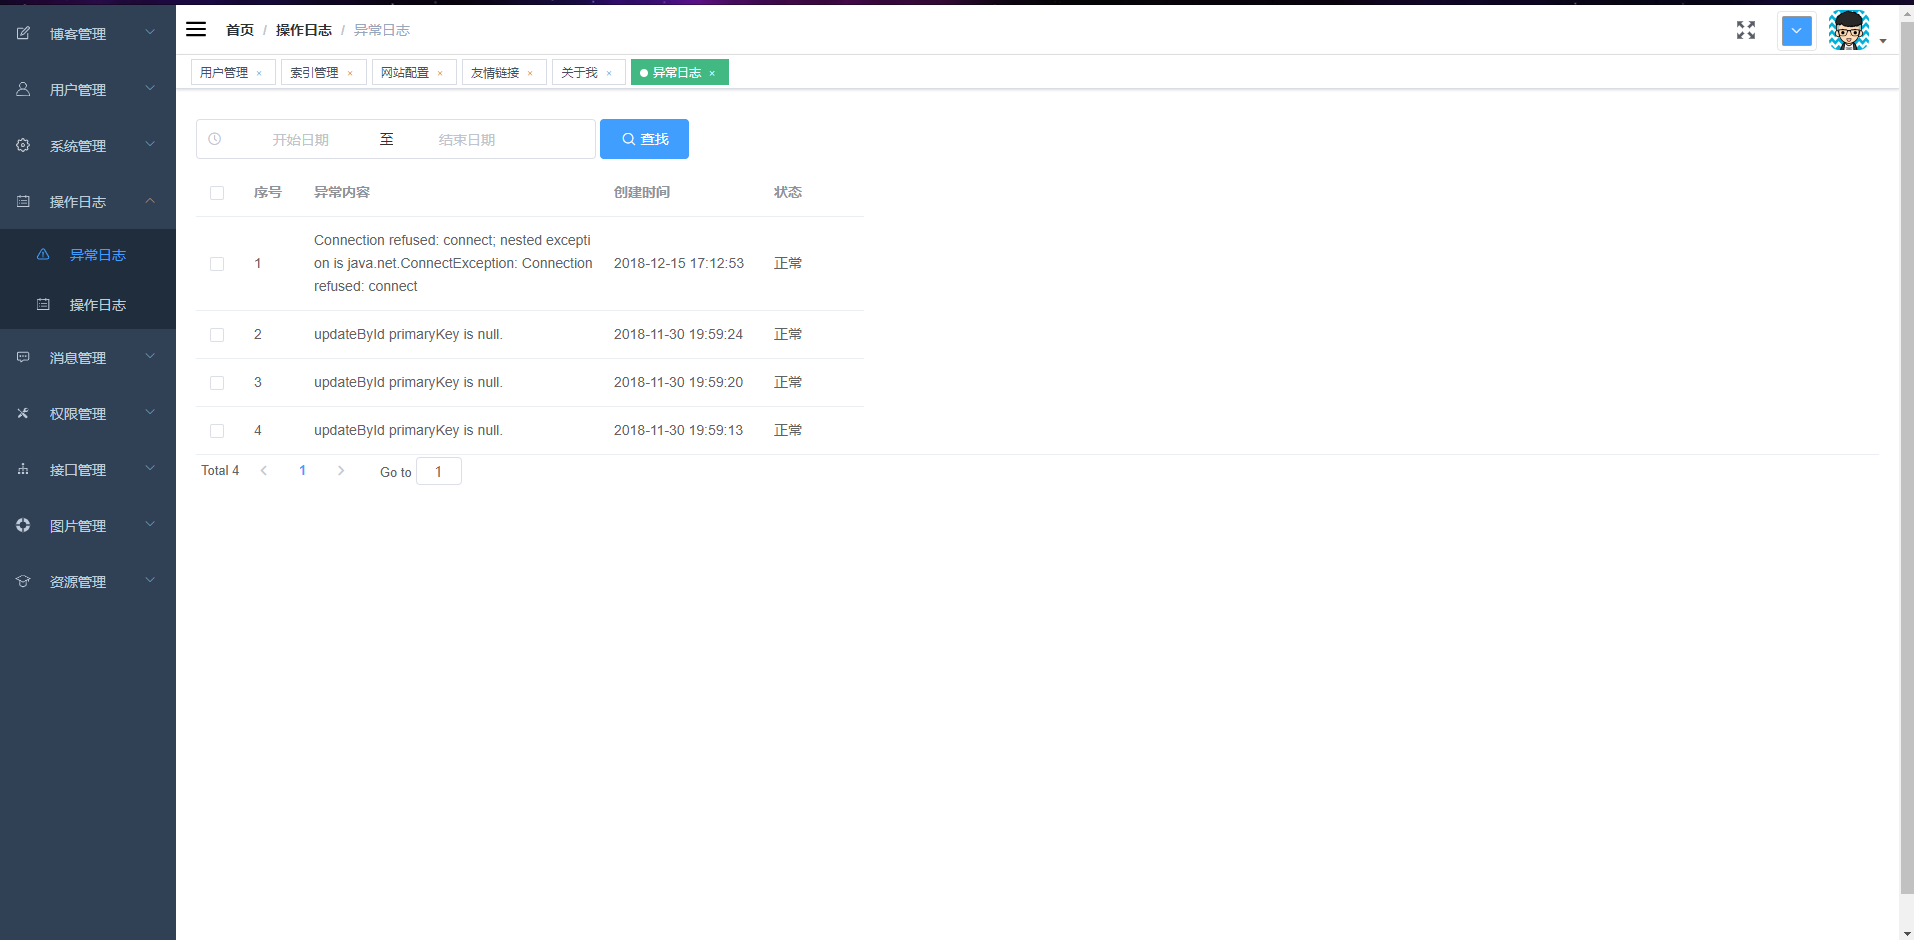 博客管理
用户管理
系统管理
操作日志
异常日志
操作日志
消息管理
权限管理
接口管理
图片管理
资源管理
首页 / 操作日志 / 异常日志
用户管理 × 索引管理 × 网站配置 × 友情链接 × 关于我 × 异常日志 ×
开始日期 至 结束日期 查找
序号 异常内容 创建时间 状态
1 Connection refused: connect; nested excepti
on is java.net.ConnectException: Connection 2018-12-15 17:12:53 正常
refused: connect
2 updateById primaryKey is null. 2018-11-30 19:59:24 正常
3 updateById primaryKey is null. 2018-11-30 19:59:20 正常
4 updateById primaryKey is null. 2018-11-30 19:59:13 正常
Total 4 1 Go to 1